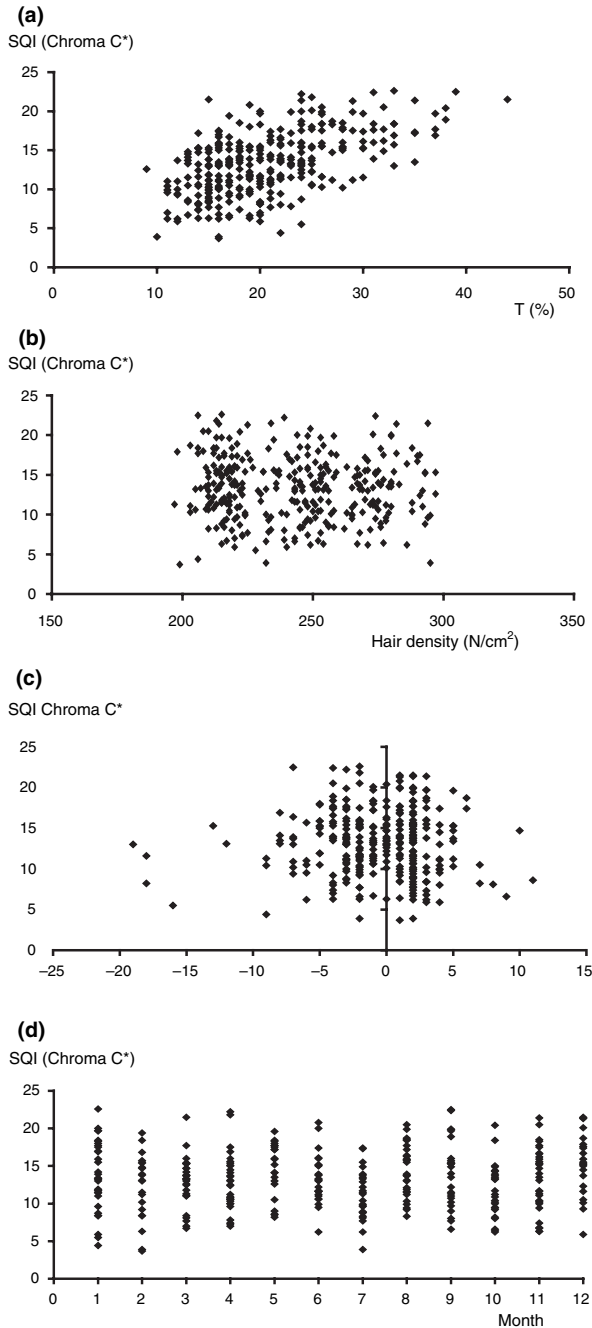 (a)
SQI (Chroma C*)
25
20
15
10
5
0
0 10 20 30 40 50
T (%)
(b)
SQI (Chroma C*)
25
20
15
10
5
0
150 200 250 300 350
Hair density (N/cm²)
(c)
SQI Chroma C*
25
20
15
10
5
0
–25 –20 –15 –10 –5 0 5 10 15
(d)
SQI (Chroma C*)
25
20
15
10
5
0
0 1 2 3 4 5 6 7 8 9 10 11 12
Month